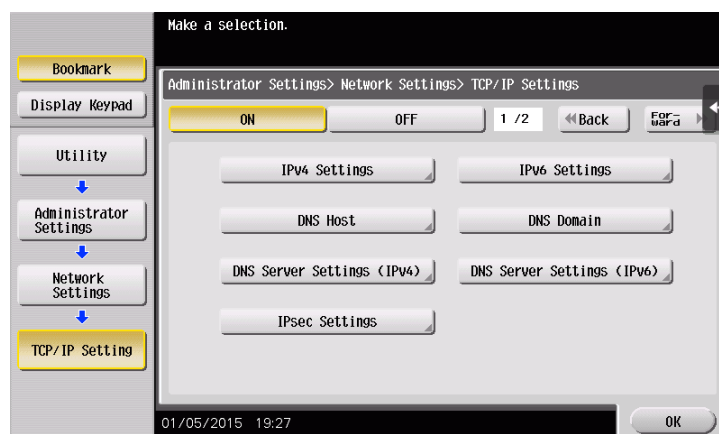 Make a selection.
Bookmark
Display Keypad
Utility
Administrator
Settings
Network
Settings
TCP/IP Setting
Administrator Settings> Network Settings> TCP/IP Settings
ON
OFF
1 /2
Back
For-
ward
IPv4 Settings
IPv6 Settings
DNS Host
DNS Domain
DNS Server Settings (IPv4)
DNS Server Settings (IPv6)
IPsec Settings
01/05/2015 19:27
OK